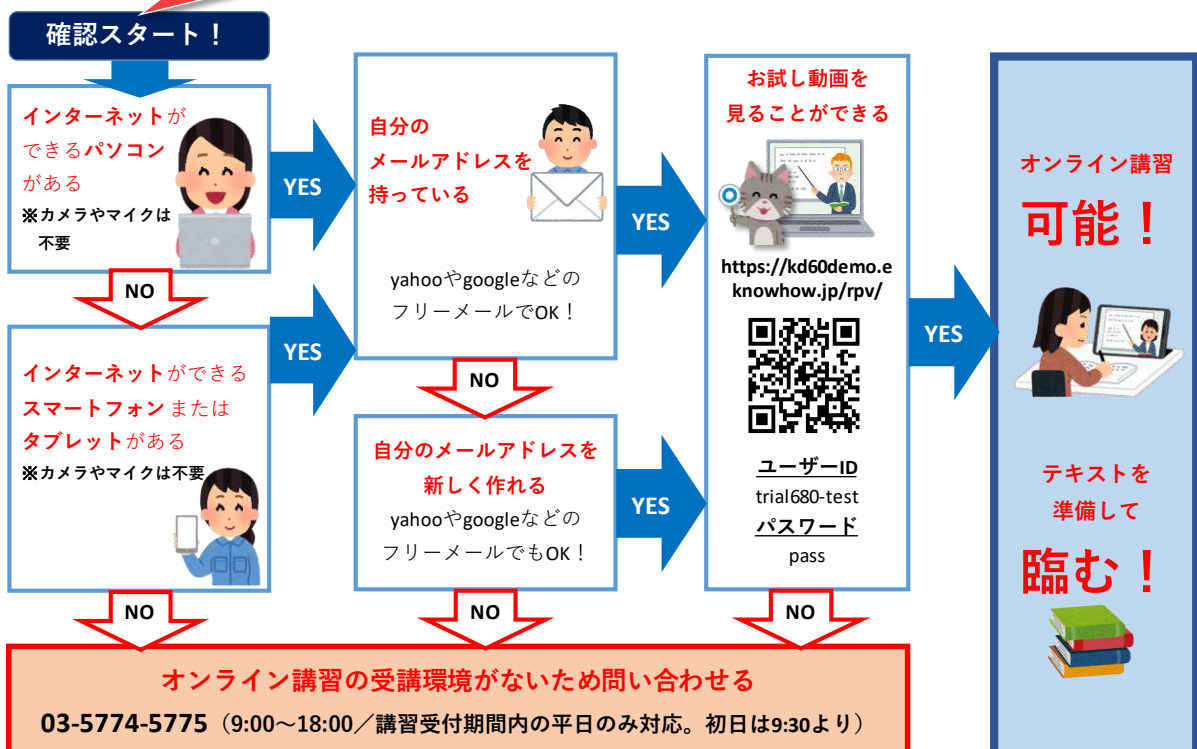 確認スタート！
インターネットが
できるパソコン
がある
※カメラやマイクは
不要
YES
NO
インターネットができる
スマートフォンまたは
タブレットがある
※カメラやマイクは不要
YES
NO
自分の
メールアドレスを
持っている
yahooやgoogleなどの
フリーメールでOK！
YES
NO
自分のメールアドレスを
新しく作れる
yahooやgoogleなどの
フリーメールでもOK！
YES
NO
お試し動画を
見ることができる
https://kd60demo.e
knowhow.jp/rpv/
ユーザーID
trial680-test
パスワード
pass
YES
NO
オンライン講習
可能！
テキストを
準備して
臨む！
オンライン講習の受講環境がないため問い合わせる
03-5774-5775（9:00～18:00／講習受付期間内の平日のみ対応。初日は9:30より）